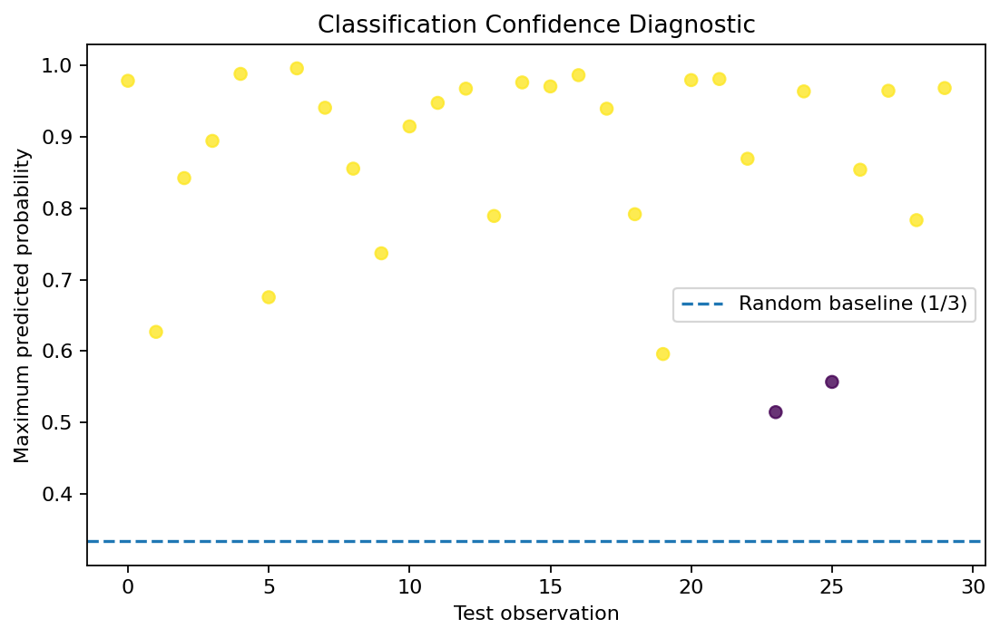 Classification Confidence Diagnostic
Maximum predicted probability
1.0
0.9
0.8
0.7
0.6
0.5
0.4
Random baseline (1/3)
0 5 10 15 20 25 30
Test observation